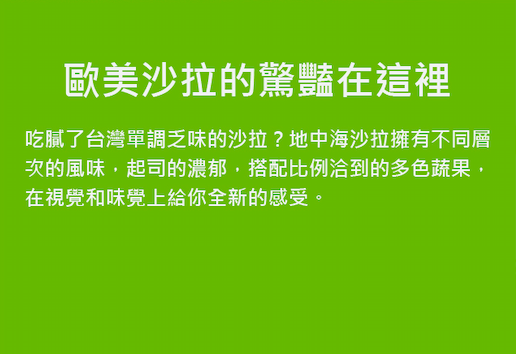 歐美沙拉的驚豔在這裡
吃膩了台灣單調乏味的沙拉？地中海沙拉擁有不同層
次的風味，起司的濃郁，搭配比例洽到的多色蔬果，
在視覺和味覺上給你全新的感受。